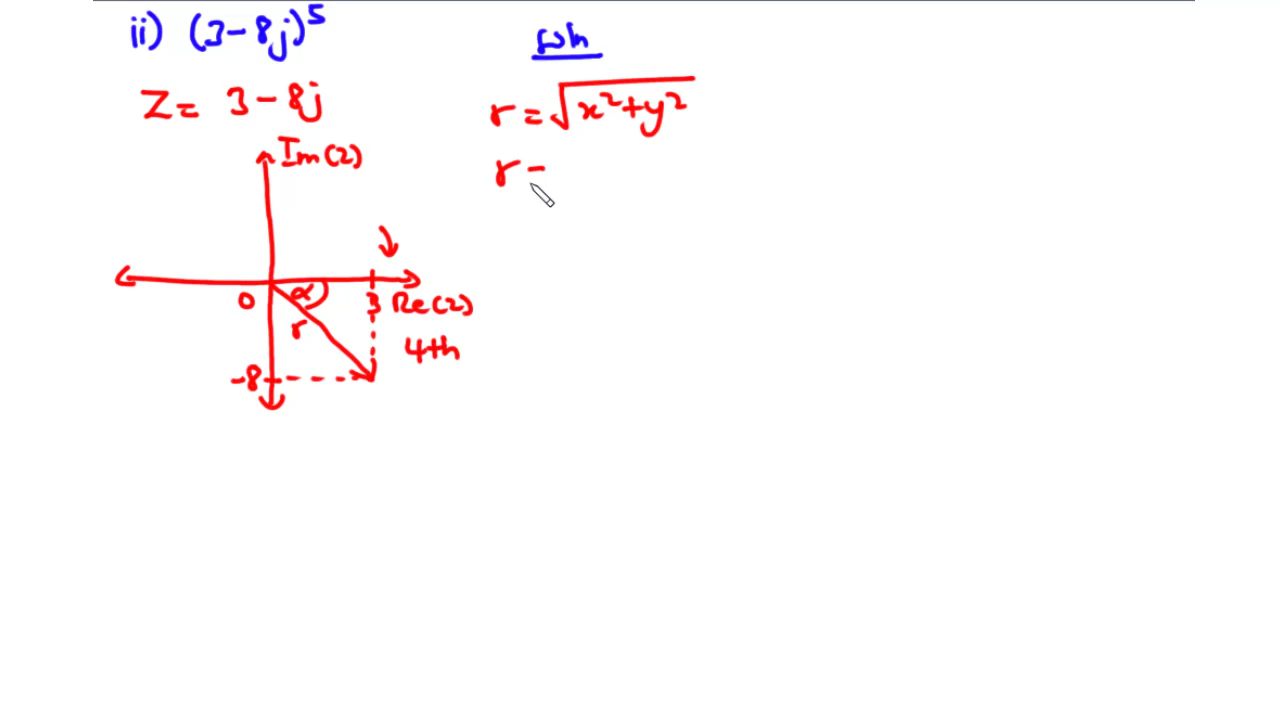 ii) (3-8j)⁵
soln
Z = 3 - 8j
r = √x²+y²
r =
Im(z)
0
α
3
Re(z)
r
4th
-8